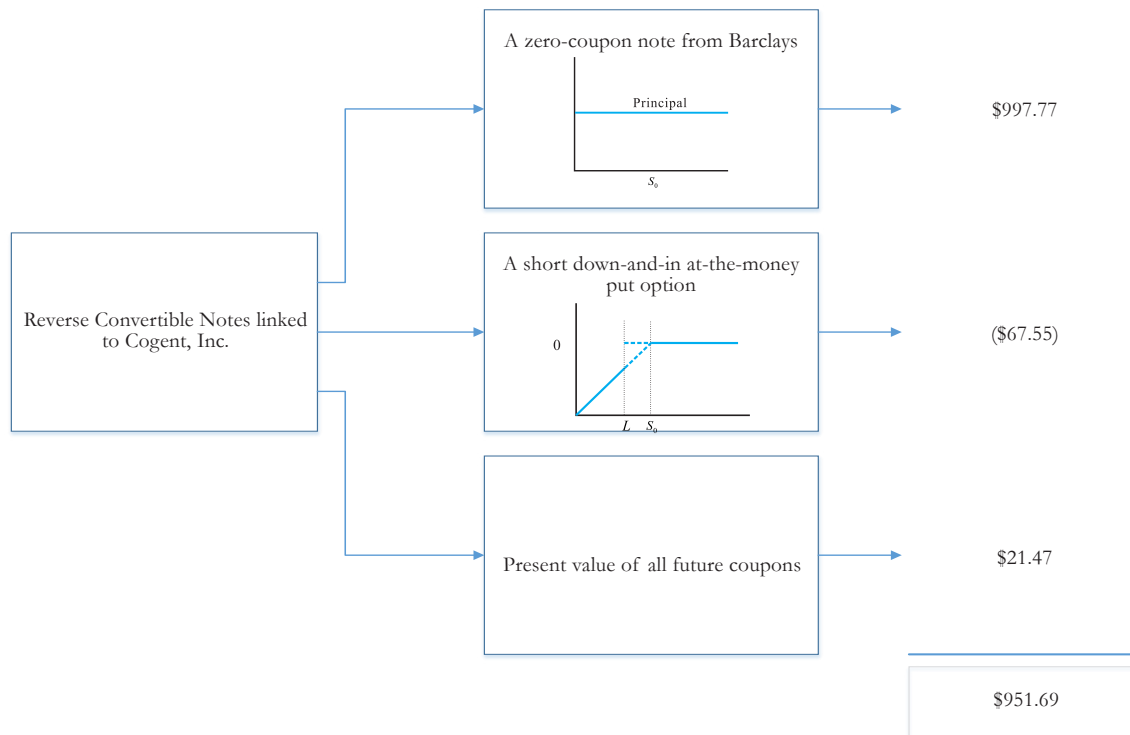 A zero-coupon note from Barclays
Principal
S0
$997.77
Reverse Convertible Notes linked
to Cogent, Inc.
A short down-and-in at-the-money
put option
0
L
S0
($67.55)
Present value of all future coupons
$21.47
$951.69